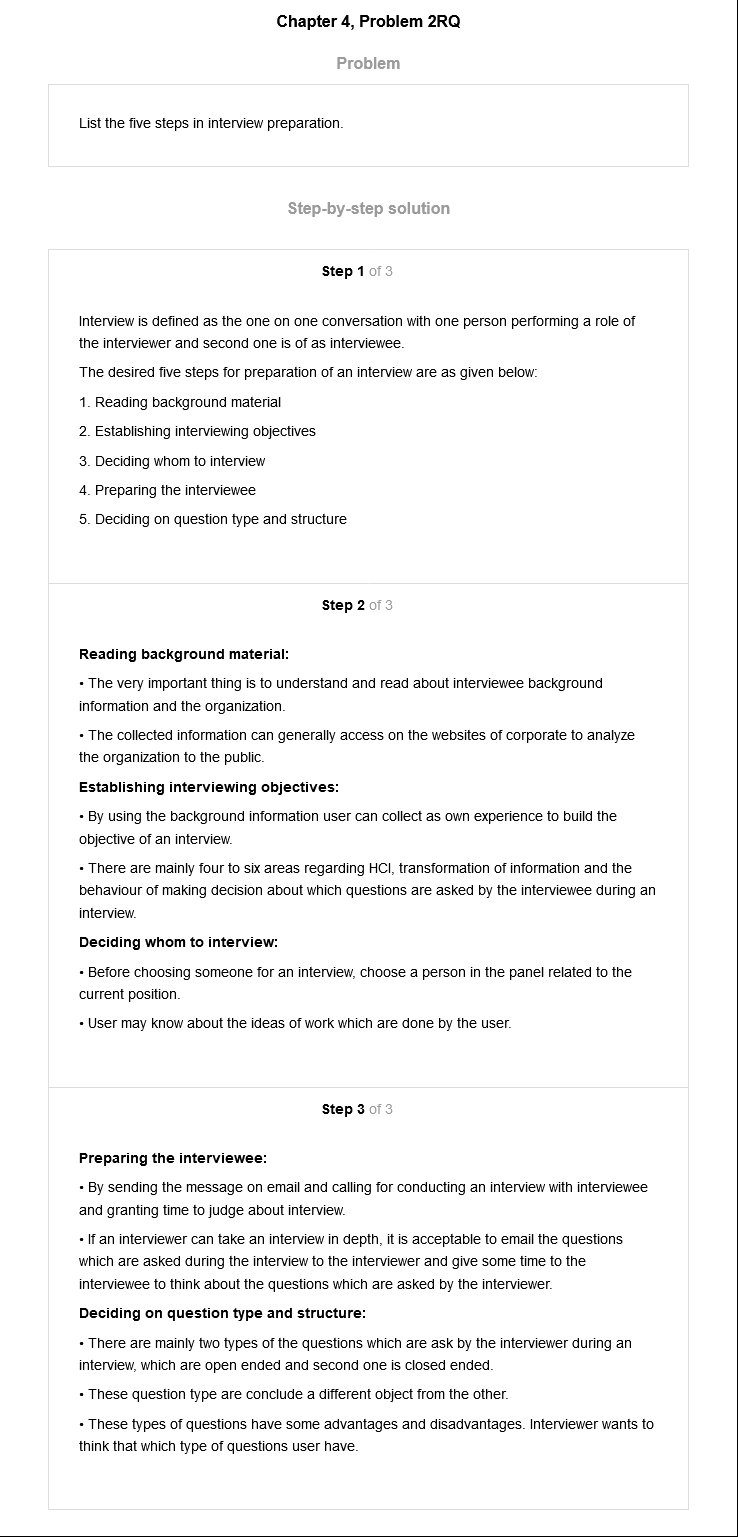 Chapter 4, Problem 2RQ
Problem
List the five steps in interview preparation.
Step-by-step solution
Step 1 of 3
Interview is defined as the one on one conversation with one person performing a role of
the interviewer and second one is of as interviewee.
The desired five steps for preparation of an interview are as given below:
1. Reading background material
2. Establishing interviewing objectives
3. Deciding whom to interview
4. Preparing the interviewee
5. Deciding on question type and structure
Step 2 of 3
Reading background material:
• The very important thing is to understand and read about interviewee background
information and the organization.
• The collected information can generally access on the websites of corporate to analyze
the organization to the public.
Establishing interviewing objectives:
• By using the background information user can collect as own experience to build the
objective of an interview.
• There are mainly four to six areas regarding HCI, transformation of information and the
behaviour of making decision about which questions are asked by the interviewee during an
interview.
Deciding whom to interview:
• Before choosing someone for an interview, choose a person in the panel related to the
current position.
• User may know about the ideas of work which are done by the user.
Step 3 of 3
Preparing the interviewee:
• By sending the message on email and calling for conducting an interview with interviewee
and granting time to judge about interview.
• If an interviewer can take an interview in depth, it is acceptable to email the questions
which are asked during the interview to the interviewer and give some time to the
interviewee to think about the questions which are asked by the interviewer.
Deciding on question type and structure:
• There are mainly two types of the questions which are ask by the interviewer during an
interview, which are open ended and second one is closed ended.
• These question type are conclude a different object from the other.
• These types of questions have some advantages and disadvantages. Interviewer wants to
think that which type of questions user have.